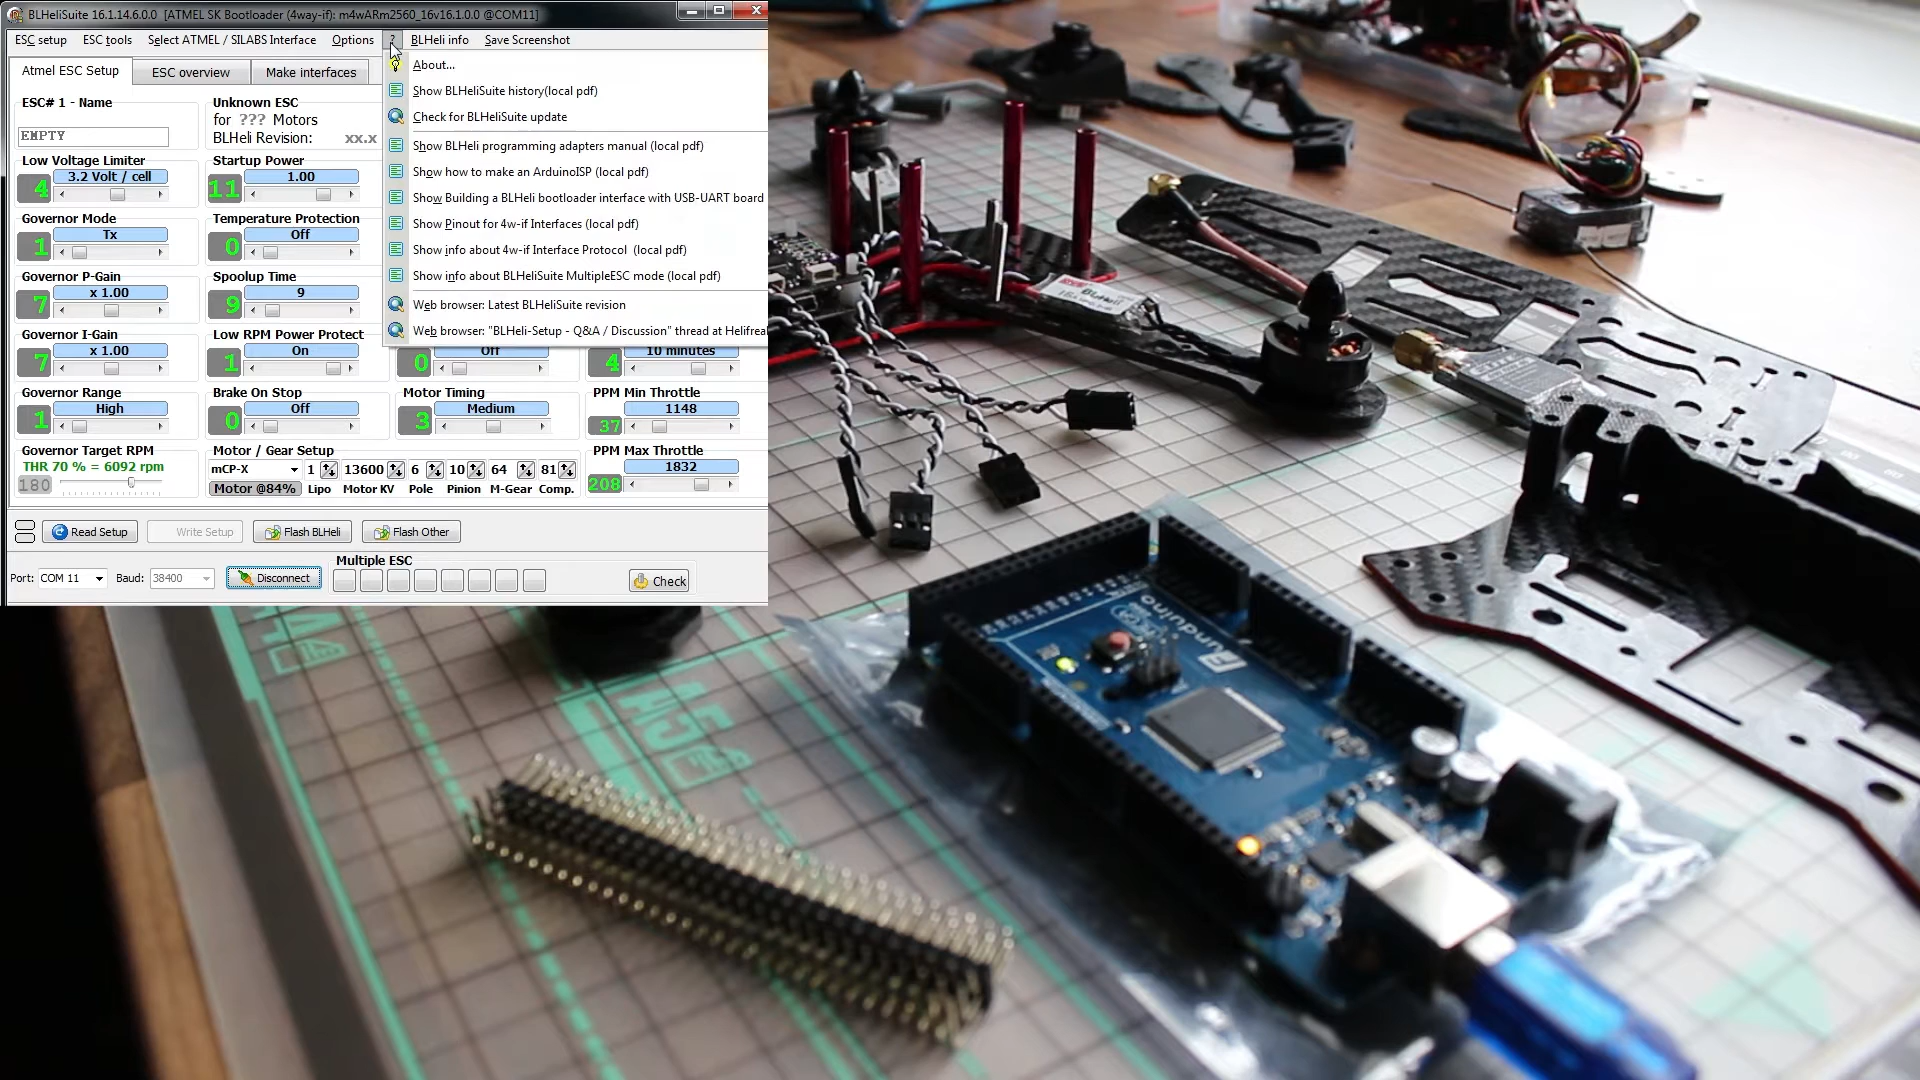 BLHeliSuite 16.1.14.6.0.0 [ATMEL SK Bootloader (4way-if): m4wARm2560_16v16.1.0.0 @COM11]
ESC setup ESC tools Select ATMEL / SILABS Interface Options ? BLHeli info Save Screenshot
Atmel ESC Setup ESC overview Make interfaces
About...
Show BLHeliSuite history(local pdf)
Check for BLHeliSuite update
Show BLHeli programming adapters manual (local pdf)
Show how to make an ArduinoISP (local pdf)
Show Building a BLHeli bootloader interface with USB-UART board
Show Pinout for 4w-if Interfaces (local pdf)
Show info about 4w-if Interface Protocol (local pdf)
Show info about BLHeliSuite MultipleESC mode (local pdf)
Web browser: Latest BLHeliSuite revision
Web browser: "BLHeli-Setup - Q&A / Discussion" thread at Helifreal
ESC# 1 - Name
EMPTY
Unknown ESC
for ??? Motors
BLHeli Revision: xx.x
Low Voltage Limiter
4 3.2 Volt / cell
Startup Power
11 1.00
Governor Mode
1 Tx
Temperature Protection
0 Off
Governor P-Gain
7 x 1.00
Spoolup Time
9 9
Governor I-Gain
7 x 1.00
Low RPM Power Protect
1 On
0 Off
4 10 minutes
Governor Range
1 High
Brake On Stop
0 Off
Motor Timing
3 Medium
PPM Min Throttle
37 1148
Governor Target RPM
THR 70 % = 6092 rpm
180
Motor / Gear Setup
mCP-X 1 13600 6 10 64 81
Motor @84% Lipo Motor KV Pole Pinion M-Gear Comp.
PPM Max Throttle
208 1832
Read Setup Write Setup Flash BLHeli Flash Other
Multiple ESC
Port: COM 11 Baud: 38400 Disconnect Check
BLHeli
A4
A5
Arduino